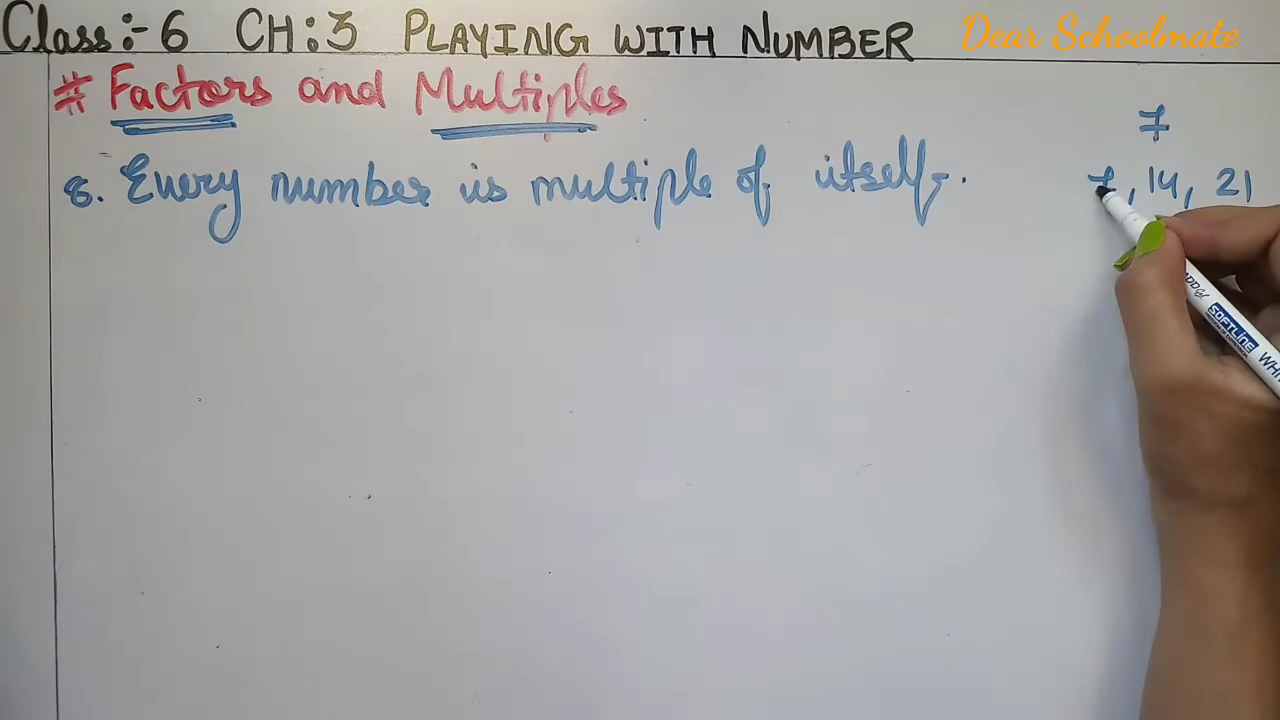 Class:- 6 CH:3 PLAYING WITH NUMBER
Dear Schoolmate
# Factors and Multiples
7
8. Every number is multiple of itself.
7, 14, 21
SOFTLINE